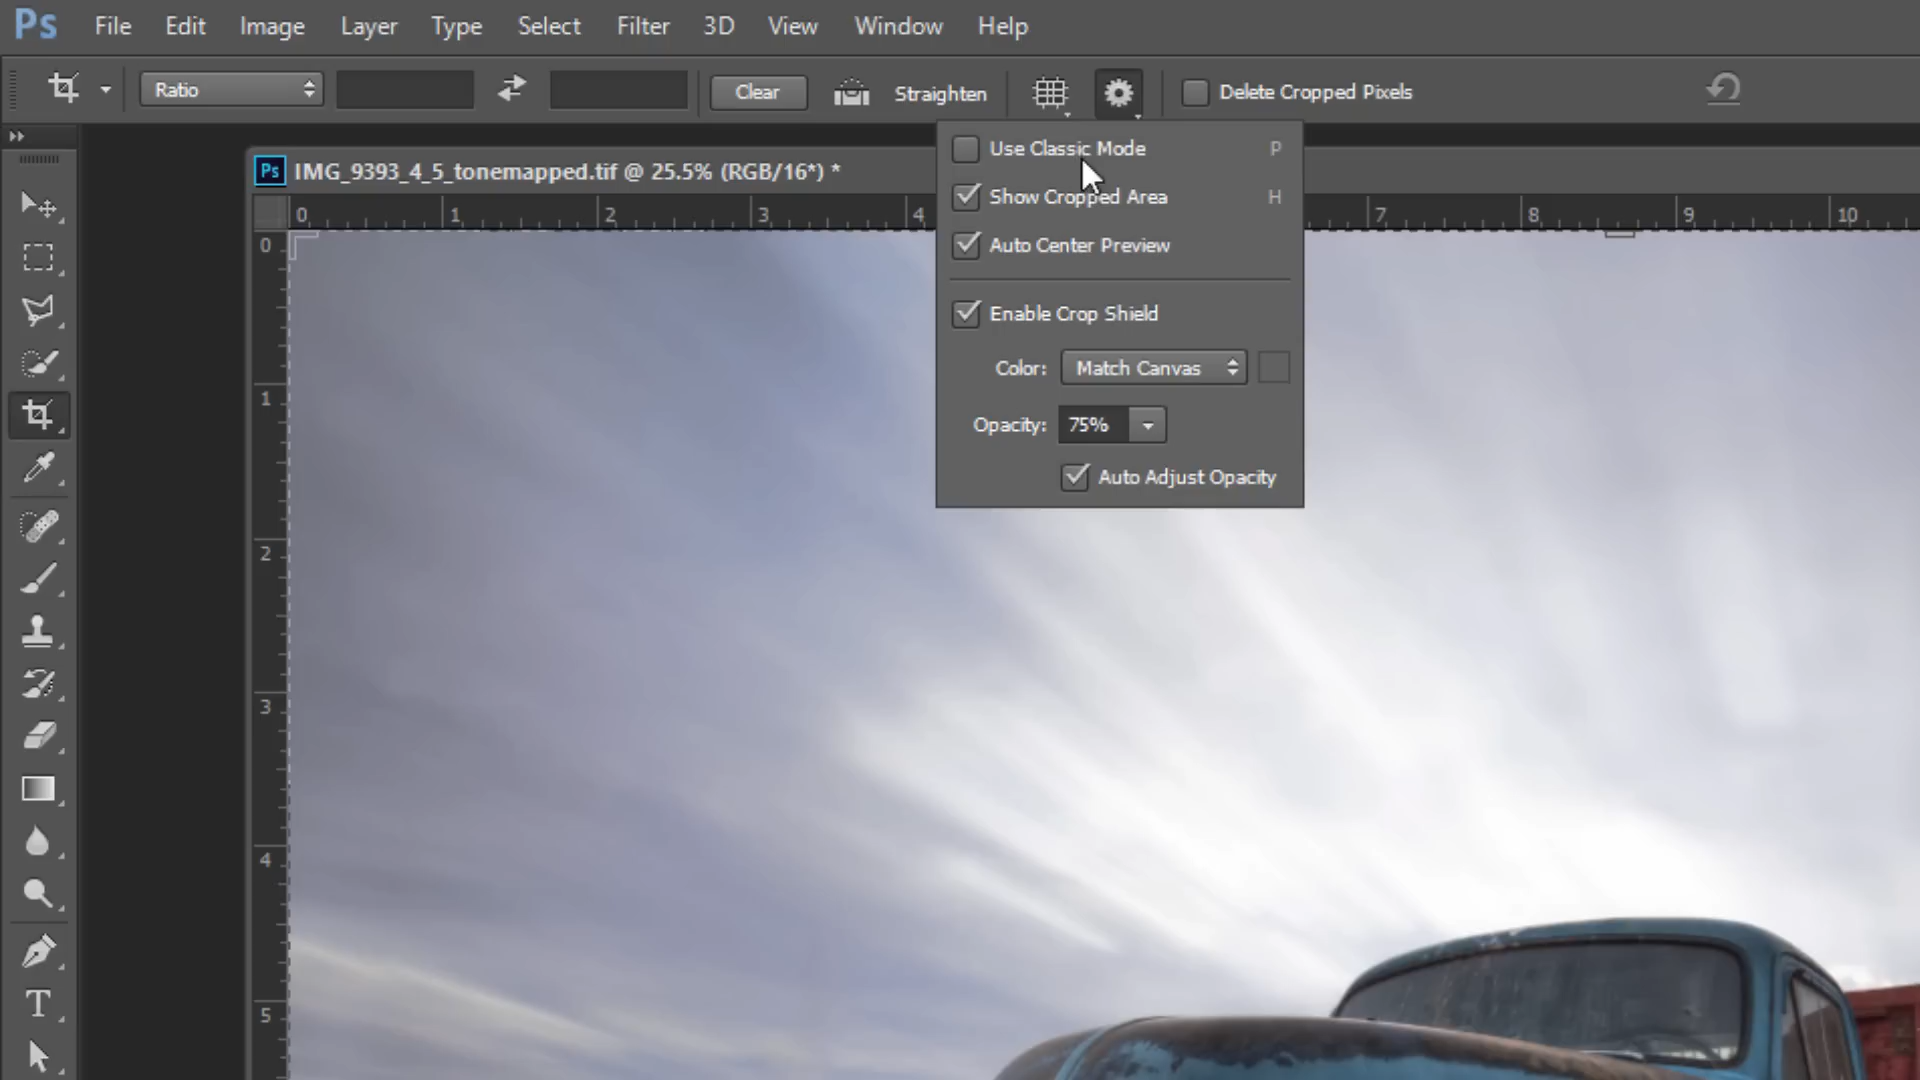 Ps File Edit Image Layer Type Select Filter 3D View Window Help
Ratio Clear Straighten Delete Cropped Pixels
Use Classic Mode P
Ps IMG_9393_4_5_tonemapped.tif @ 25.5% (RGB/16*) *
Show Cropped Area H
0 1 2 3 4 7 8 9 10
Auto Center Preview
0
Enable Crop Shield
Color: Match Canvas
1
Opacity: 75%
Auto Adjust Opacity
2
3
4
5